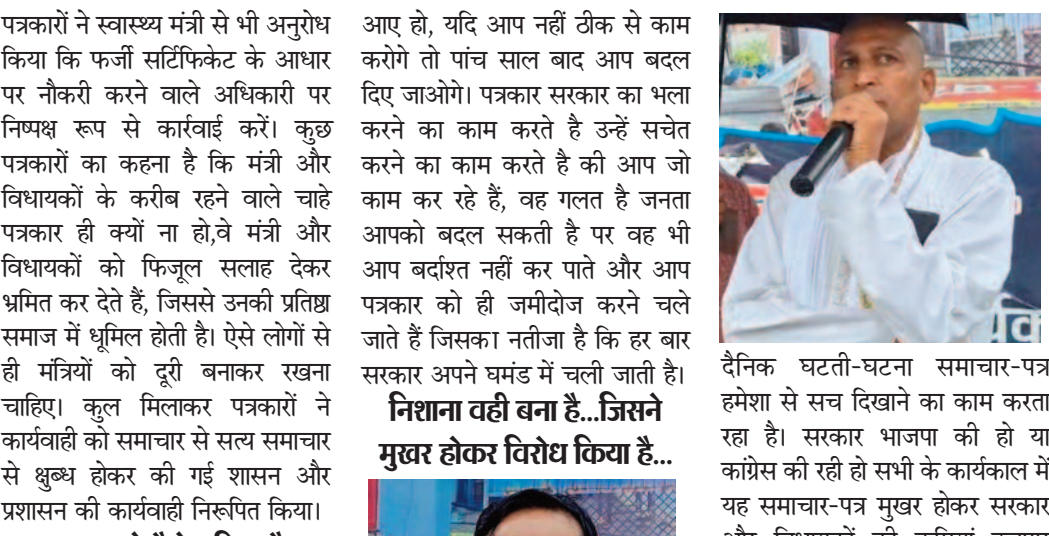 पत्रकारों ने स्वास्थ्य मंत्री से भी अनुरोध
किया कि फर्जी सर्टिफिकेट के आधार
पर नौकरी करने वाले अधिकारी पर
निष्पक्ष रूप से कार्रवाई करें। कुछ
पत्रकारों का कहना है कि मंत्री और
विधायकों के करीब रहने वाले चाहे
पत्रकार ही क्यों ना हो,वे मंत्री और
विधायकों को फिजूल सलाह देकर
भ्रमित कर देते हैं, जिससे उनकी प्रतिष्ठा
समाज में धूमिल होती है। ऐसे लोगों से
ही मंत्रियों को दूरी बनाकर रखना
चाहिए। कुल मिलाकर पत्रकारों ने
कार्यवाही को समाचार से सत्य समाचार
से क्षुब्ध होकर की गई शासन और
प्रशासन की कार्यवाही निरूपित किया।
आए हो, यदि आप नहीं ठीक से काम
करोगे तो पांच साल बाद आप बदल
दिए जाओगे। पत्रकार सरकार का भला
करने का काम करते है उन्हें सचेत
करने का काम करते है की आप जो
काम कर रहे हैं, वह गलत है जनता
आपको बदल सकती है पर वह भी
आप बर्दाश्त नहीं कर पाते और आप
पत्रकार को ही जमीदोज करने चले
जाते हैं जिसका नतीजा है कि हर बार
सरकार अपने घमंड में चली जाती है।
निशाना वही बना है...जिसने
मुखर होकर विरोध किया है...
दैनिक घटती-घटना समाचार-पत्र
हमेशा से सच दिखाने का काम करता
रहा है। सरकार भाजपा की हो या
कांग्रेस की रही हो सभी के कार्यकाल में
यह समाचार-पत्र मुखर होकर सरकार